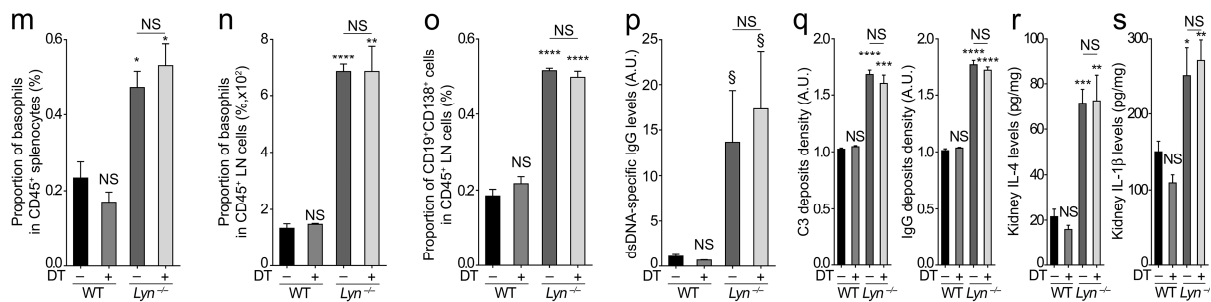 m
Proportion of basophils
in CD45⁺ splenocytes (%)
0.6
0.4
0.2
0.0
NS
*
*
NS
DT – + – +
WT Lyn⁻/⁻
n
Proportion of basophils
in CD45⁺ LN cells (%,x10²)
8
6
4
2
0
NS
****
**
NS
DT – + – +
WT Lyn⁻/⁻
o
Proportion of CD19⁺CD138⁺ cells
in CD45⁺ LN cells (%)
0.6
0.4
0.2
0.0
NS
****
****
NS
DT – + – +
WT Lyn⁻/⁻
p
dsDNA-specific IgG levels (A.U.)
25
20
15
10
5
0
NS
§
§
NS
DT – + – +
WT Lyn⁻/⁻
q
C3 deposits density (A.U.)
2.0
1.5
1.0
0.5
0.0
NS
****
***
NS
DT – + – +
WT Lyn⁻/⁻
IgG deposits density (A.U.)
2.0
1.5
1.0
0.5
0.0
NS
****
****
NS
– + – +
WT Lyn⁻/⁻
r
Kidney IL-4 levels (pg/mg)
120
100
80
60
40
20
0
NS
***
**
NS
DT – + – +
WT Lyn⁻/⁻
s
Kidney IL-1β levels (pg/mg)
300
200
100
0
NS
*
**
NS
DT – + – +
WT Lyn⁻/⁻